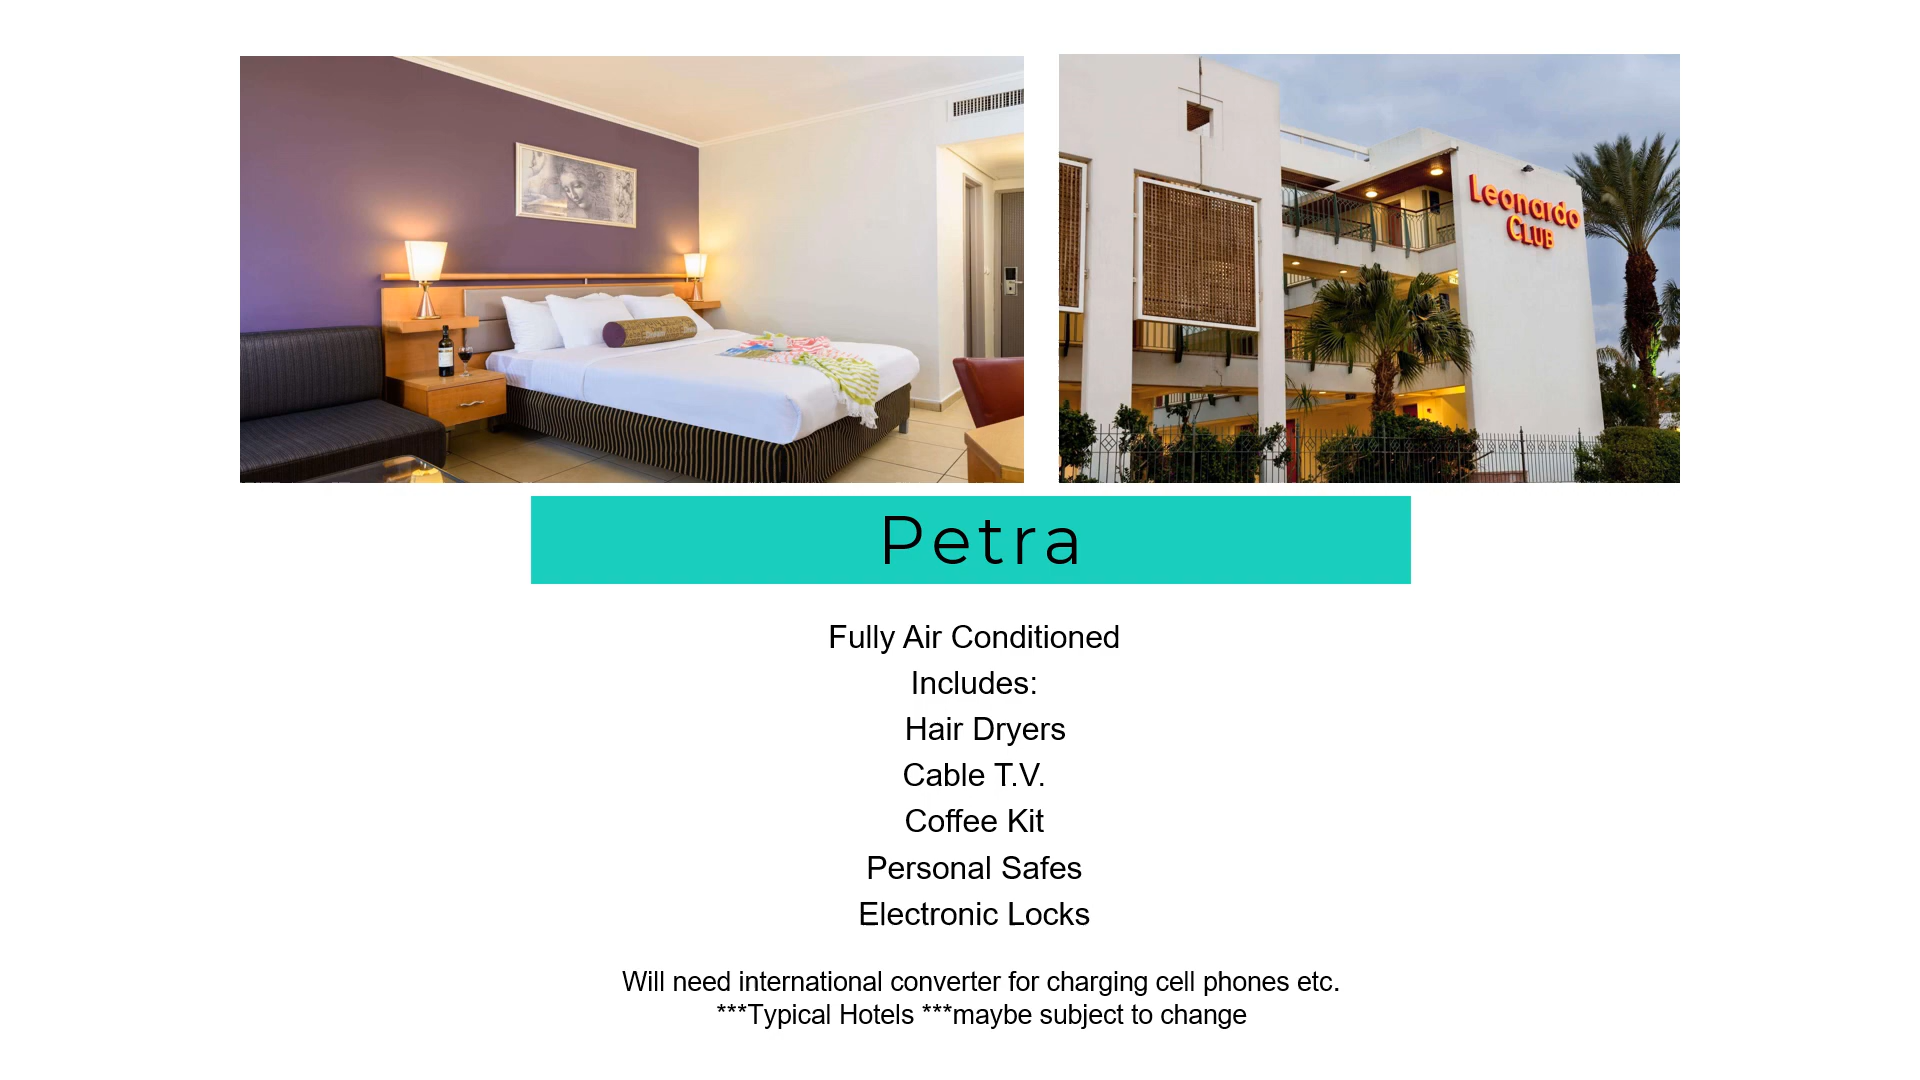 Leonardo
CLUB
Petra
Fully Air Conditioned
Includes:
Hair Dryers
Cable T.V.
Coffee Kit
Personal Safes
Electronic Locks
Will need international converter for charging cell phones etc.
***Typical Hotels ***maybe subject to change